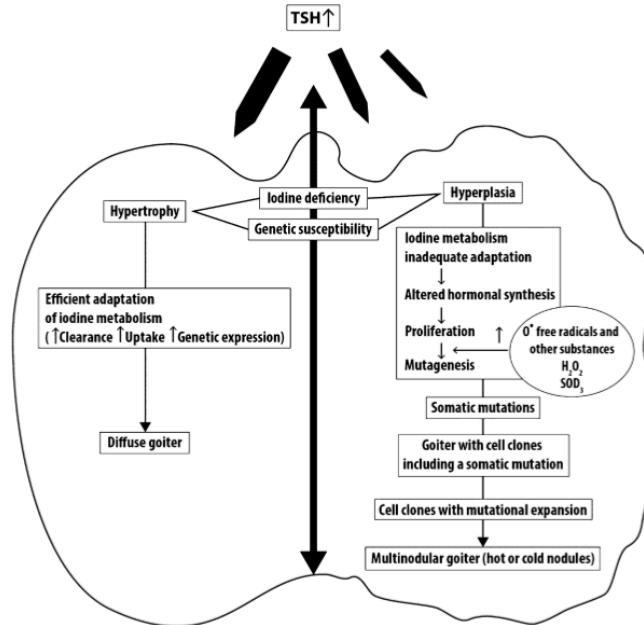 TSH↑
Iodine deficiency
Genetic susceptibility
Hypertrophy
Efficient adaptation
of iodine metabolism
(↑Clearance ↑Uptake ↑Genetic expression)
Diffuse goiter
Hyperplasia
Iodine metabolism
inadequate adaptation
↓
Altered hormonal synthesis
↓
Proliferation
↓
Mutagenesis
↑
O* free radicals and
other substances
H₂O₂
SOD₃
Somatic mutations
Goiter with cell clones
including a somatic mutation
Cell clones with mutational expansion
Multinodular goiter (hot or cold nodules)